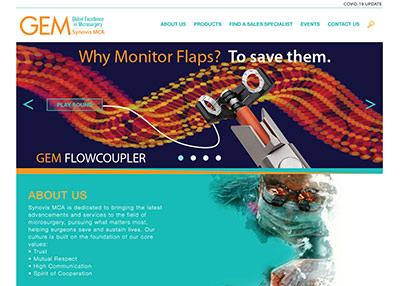 COVID-19 UPDATE
GEM Global Excellence
in Microsurgery
Synovis MCA
ABOUT US PRODUCTS FIND A SALES SPECIALIST EVENTS CONTACT US
Why Monitor Flaps? To save them.
PLAY SOUND
GEM FLOWCOUPLER
ABOUT US
Synovis MCA is dedicated to bringing the latest
advancements and services to the field of
microsurgery, pursuing what matters most,
helping surgeons save and sustain lives. Our
culture is built on the foundation of our core
values:
• Trust
• Mutual Respect
• High Communication
• Spirit of Cooperation